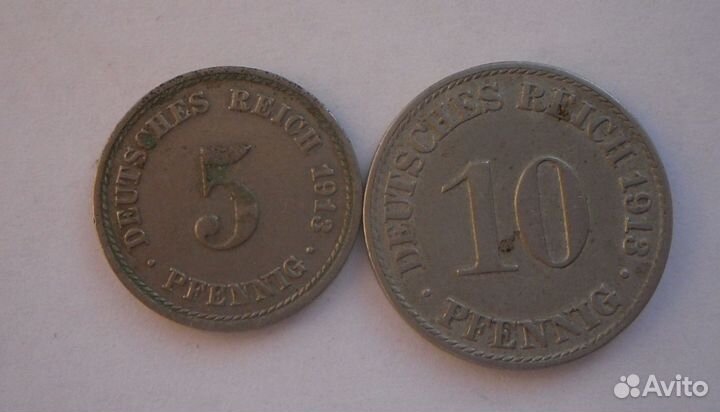 DEUTSCHES REICH 1913
5
PFENNIG
DEUTSCHES REICH 1913
10
PFENNIG
Avito